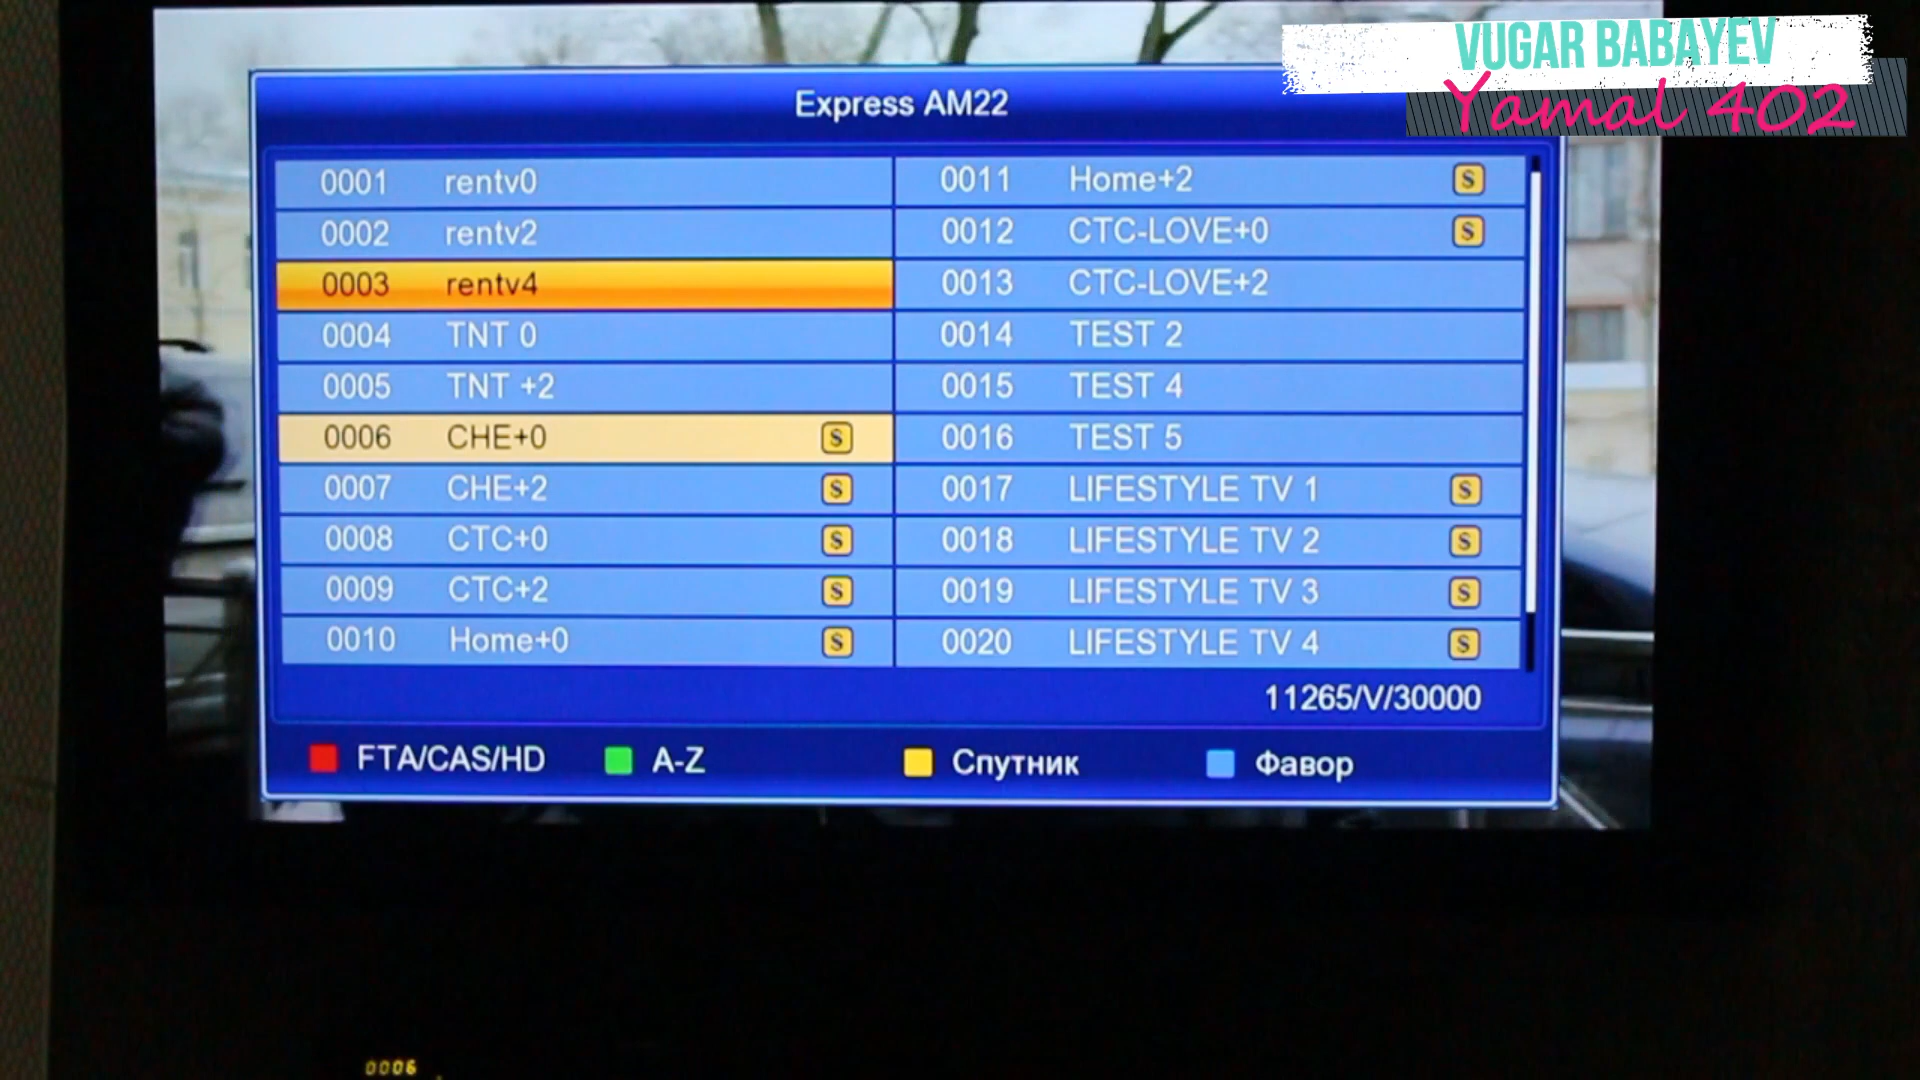 VUGAR BABAYEV
Yamal 402
Express AM22
0001 rentv0
0002 rentv2
0003 rentv4
0004 TNT 0
0005 TNT +2
0006 CHE+0 S
0007 CHE+2 S
0008 CTC+0 S
0009 CTC+2 S
0010 Home+0 S
0011 Home+2 S
0012 CTC-LOVE+0 S
0013 CTC-LOVE+2
0014 TEST 2
0015 TEST 4
0016 TEST 5
0017 LIFESTYLE TV 1 S
0018 LIFESTYLE TV 2 S
0019 LIFESTYLE TV 3 S
0020 LIFESTYLE TV 4 S
11265/V/30000
FTA/CAS/HD A-Z Спутник Фавор
0006